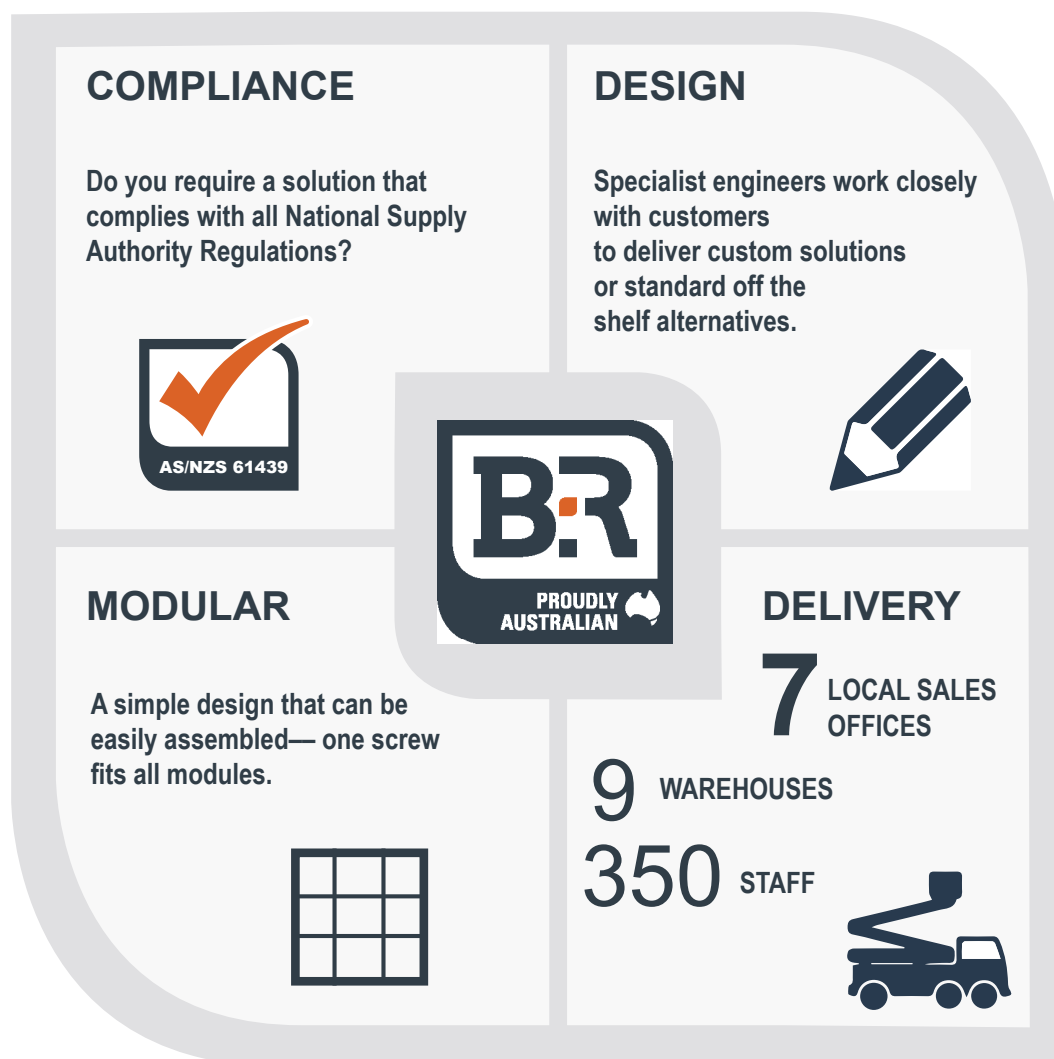 COMPLIANCE
Do you require a solution that
complies with all National Supply
Authority Regulations?
AS/NZS 61439
DESIGN
Specialist engineers work closely
with customers
to deliver custom solutions
or standard off the
shelf alternatives.
B:R
PROUDLY
AUSTRALIAN
MODULAR
A simple design that can be
easily assembled— one screw
fits all modules.
DELIVERY
7 LOCAL SALES
OFFICES
9 WAREHOUSES
350 STAFF